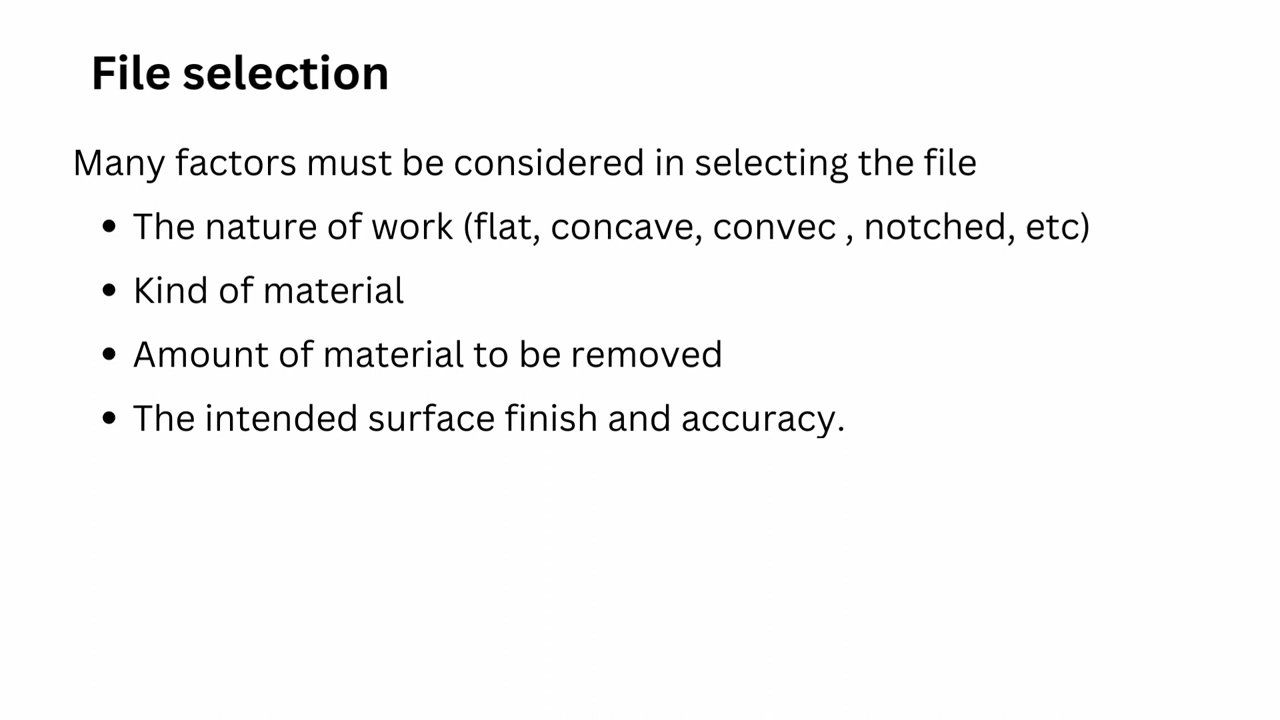 File selection
Many factors must be considered in selecting the file
• The nature of work (flat, concave, convec , notched, etc)
• Kind of material
• Amount of material to be removed
• The intended surface finish and accuracy.